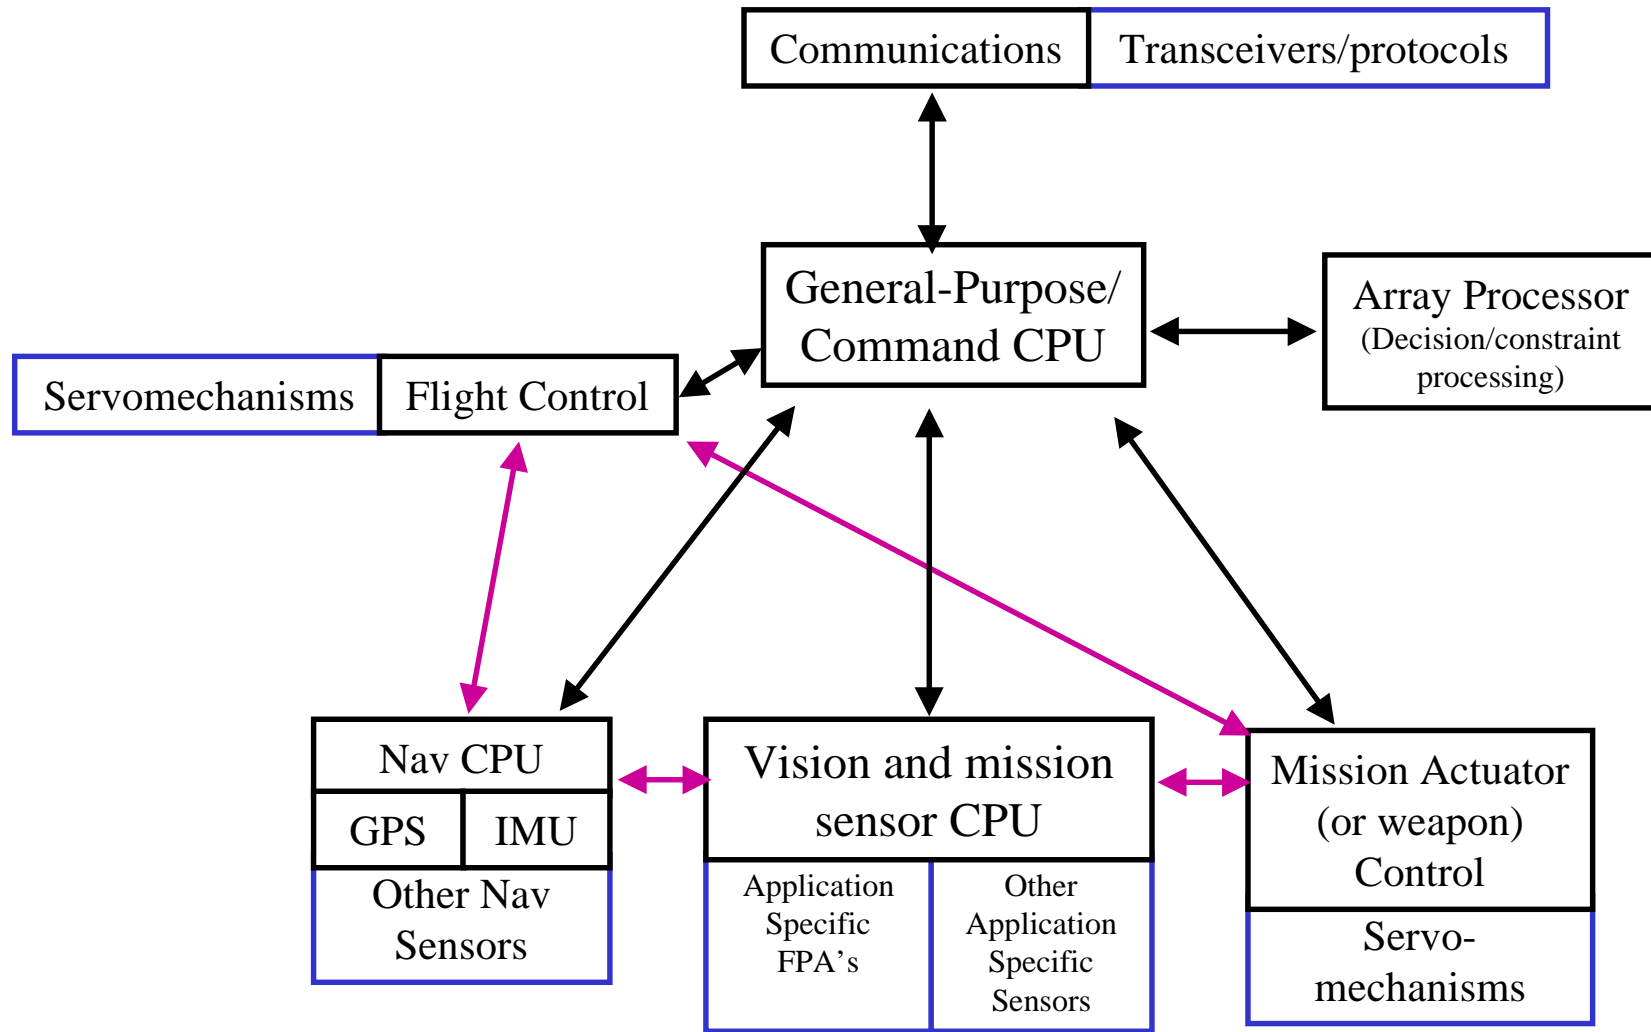 Communications
Transceivers/protocols
General-Purpose/
Command CPU
Array Processor
(Decision/constraint
processing)
Servomechanisms
Flight Control
Nav CPU
GPS
IMU
Other Nav
Sensors
Vision and mission
sensor CPU
Application
Specific
FPA's
Other
Application
Specific
Sensors
Mission Actuator
(or weapon)
Control
Servo-
mechanisms